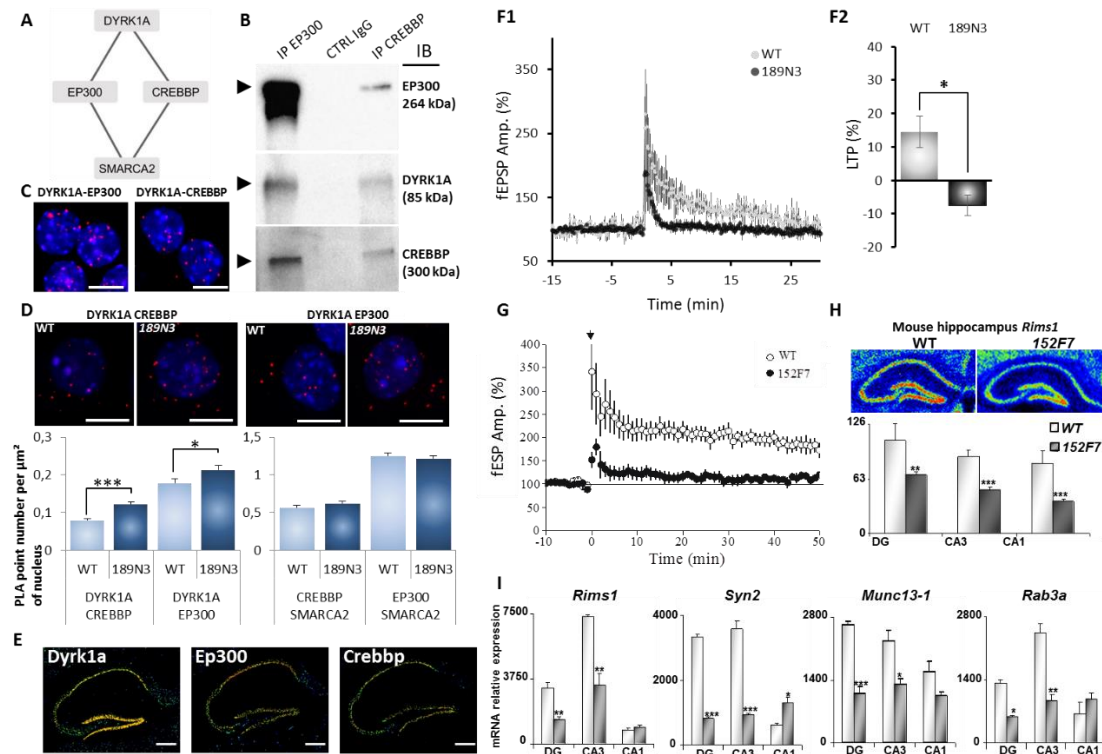 A
DYRK1A
EP300 CREBBP
SMARCA2
B
IP EP300
CTRL IgG
IP CREBBP
IB
EP300
264 kDa)
DYRK1A
(85 kDa)
CREBBP
(300 kDa)
C
DYRK1A-EP300 DYRK1A-CREBBP
D
DYRK1A CREBBP DYRK1A EP300
WT 189N3 WT 189N3
PLA point number per µm²
of nucleus
0,3
0,2
0,1
0
***
*
1,5
1
0,5
0
WT 189N3 WT 189N3 WT 189N3 WT 189N3
DYRK1A
CREBBP
DYRK1A
EP300
CREBBP
SMARCA2
EP300
SMARCA2
E
Dyrk1a Ep300 Crebbp
F1
WT
189N3
fEPSP Amp. (%)
350
250
150
50
-15 -5 5 15 25
Time (min)
F2
WT 189N3
*
LTP (%)
40
30
20
10
0
-10
-20
G
WT
152F7
fESP Amp. (%)
400
350
300
250
200
150
100
50
0
-10 0 10 20 30 40 50
Time (min)
H
Mouse hippocampus Rims1
WT 152F7
WT
152F7
126
63
0
** *** ***
DG CA3 CA1
I
mRNA relative expression
Rims1 Syn2 Munc13-1 Rab3a
7500
3750
0
** **
DG CA3 CA1
4000
2000
0
*** *** *
DG CA3 CA1
2800
1400
0
*** *
DG CA3 CA1
2800
1400
0
* **
DG CA3 CA1